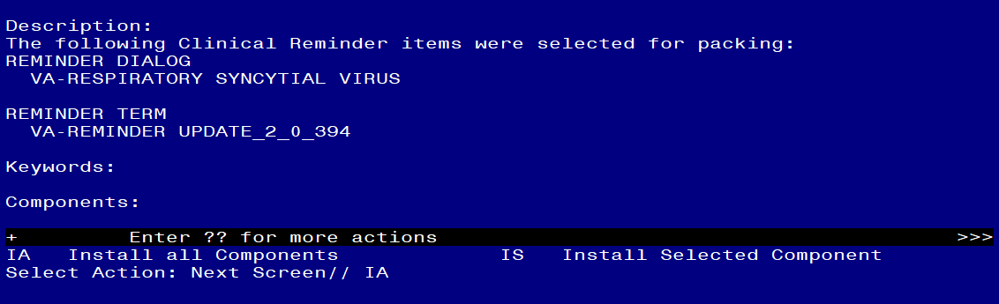 Description:
The following Clinical Reminder items were selected for packing:
REMINDER DIALOG
VA-RESPIRATORY SYNCYTIAL VIRUS
REMINDER TERM
VA-REMINDER UPDATE_2_0_394
Keywords:
Components:
+ Enter ?? for more actions >>>
IA Install all Components IS Install Selected Component
Select Action: Next Screen// IA